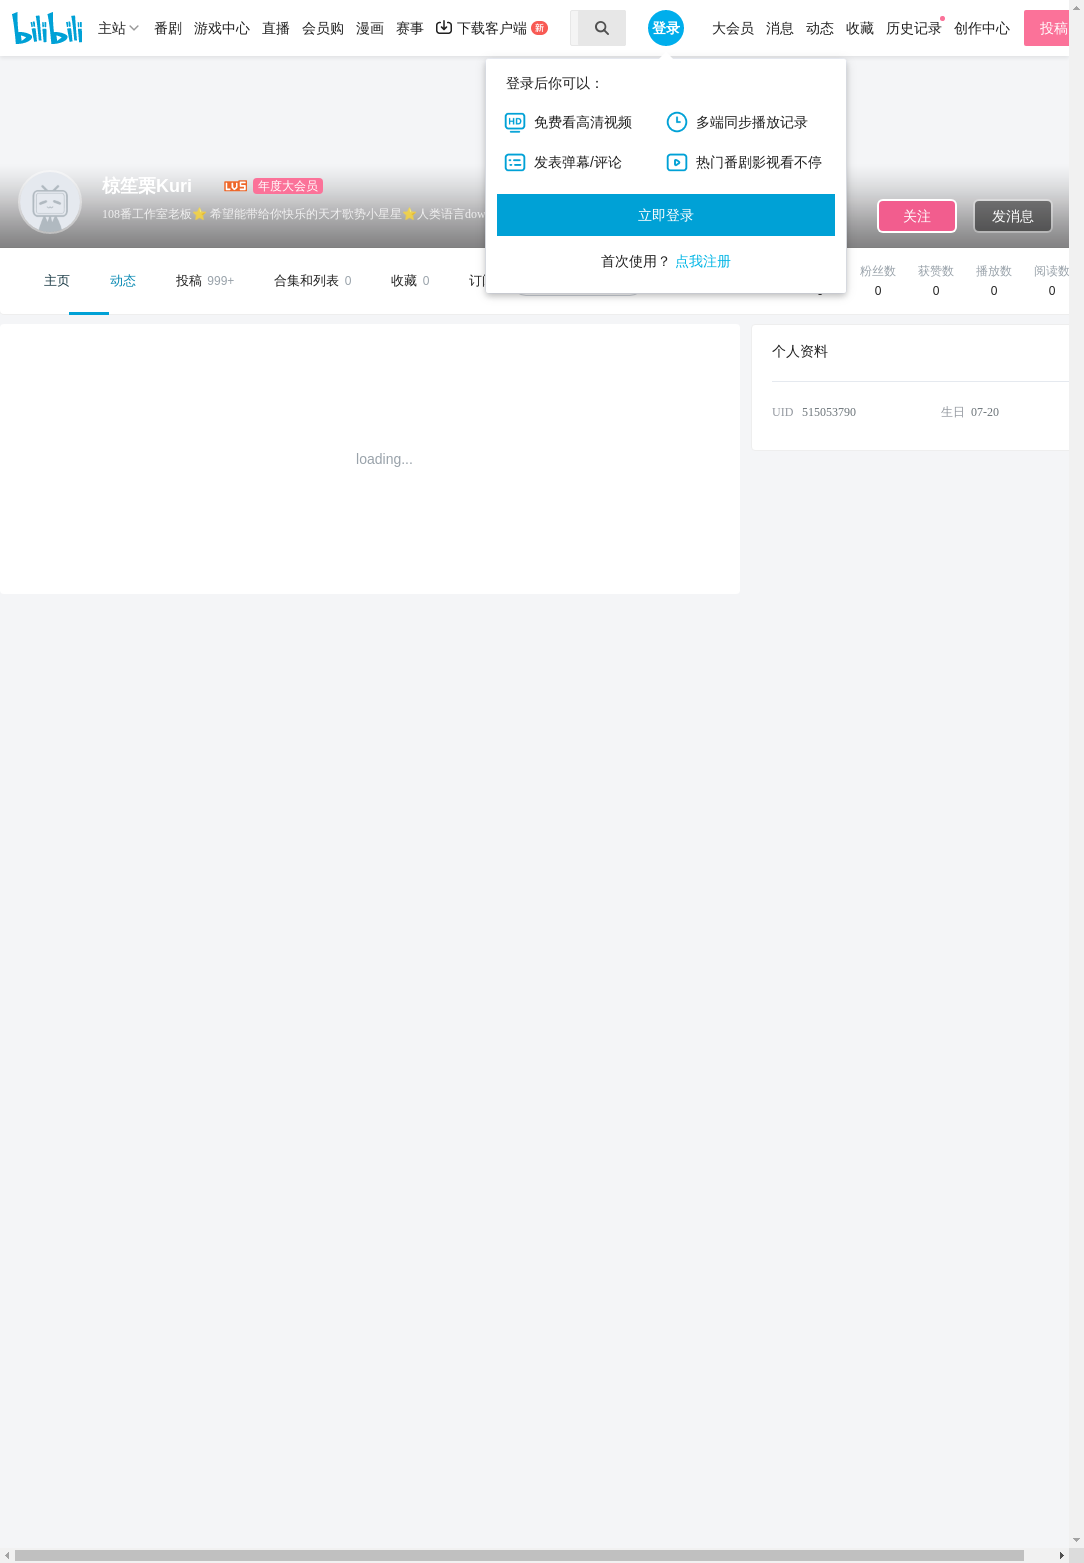 bilibili 主站 番剧 游戏中心 直播 会员购 漫画 赛事 下载客户端 新 登录 大会员 消息 动态 收藏 历史记录 创作中心 投稿
登录后你可以：
HD 免费看高清视频 多端同步播放记录
发表弹幕/评论 热门番剧影视看不停
立即登录
首次使用？ 点我注册
椋笙栗Kuri LV5 年度大会员
108番工作室老板⭐ 希望能带给你快乐的天才歌势小星星⭐人类语言dow
关注 发消息
主页 动态 投稿 999+ 合集和列表 0 收藏 0
粉丝数 获赞数 播放数 阅读数
0 0 0 0
loading...
个人资料
UID 515053790 生日 07-20